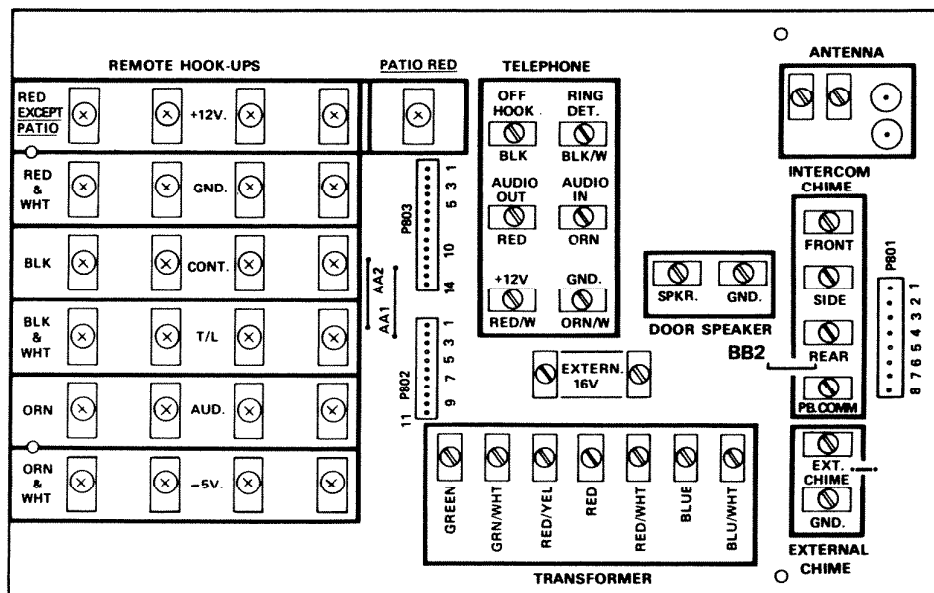 REMOTE HOOK-UPS
RED
EXCEPT
PATIO
+12V.
RED
&
WHT
GND.
BLK
CONT.
BLK
&
WHT
T/L
ORN
AUD.
ORN
&
WHT
–5V.
PATIO RED
P803
1
3
5
10
14
AA2
AA1
P802
1
3
5
7
9
11
TELEPHONE
OFF
HOOK
BLK
RING
DET.
BLK/W
AUDIO
OUT
RED
AUDIO
IN
ORN
+12V
RED/W
GND.
ORN/W
EXTERN.
16V
SPKR.
GND.
DOOR SPEAKER
BB2
ANTENNA
INTERCOM
CHIME
FRONT
SIDE
REAR
PB.COMM
P801
1
2
3
4
5
6
7
8
EXT.
CHIME
GND.
EXTERNAL
CHIME
GREEN
GRN/WHT
RED/YEL
RED
RED/WHT
BLUE
BLU/WHT
TRANSFORMER